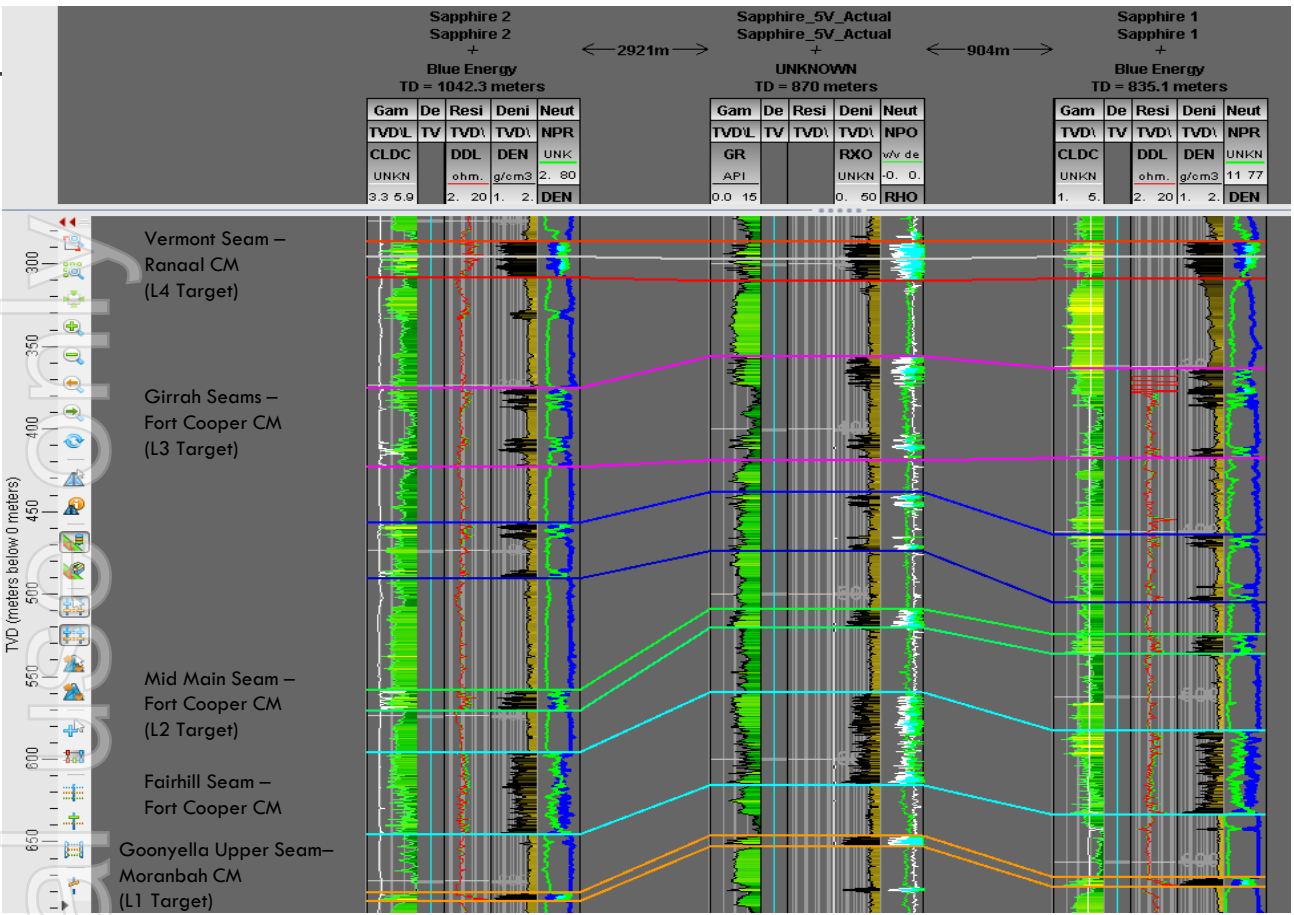 Sapphire 2
Sapphire 2
+
Blue Energy
TD = 1042.3 meters
<——2921m——>
Sapphire_5V_Actual
Sapphire_5V_Actual
+
UNKNOWN
TD = 870 meters
<——904m——>
Sapphire 1
Sapphire 1
+
Blue Energy
TD = 835.1 meters
Gam De Resi Deni Neut
TVD\L TV TVD\ TVD\ NPR
CLDC DDL DEN UNK
UNKN ohm. g/cm3 2. 80
3.3 5.9 2. 20 1. 2. DEN
Gam De Resi Deni Neut
TVD\L TV TVD\ TVD\ NPO
GR RXO v/v de
API UNKN -0. 0.
0.0 15 0. 50 RHO
Gam De Resi Deni Neut
TVD\ TV TVD\ TVD\ NPR
CLDC DDL DEN UNKN
UNKN ohm. g/cm3 11 77
1. 5. 2. 20 1. 2. DEN
TVD (meters below 0 meters)
300
350
400
450
500
550
600
650
Vermont Seam –
Ranaal CM
(L4 Target)
Girrah Seams –
Fort Cooper CM
(L3 Target)
Mid Main Seam –
Fort Cooper CM
(L2 Target)
Fairhill Seam –
Fort Cooper CM
Goonyella Upper Seam–
Moranbah CM
(L1 Target)